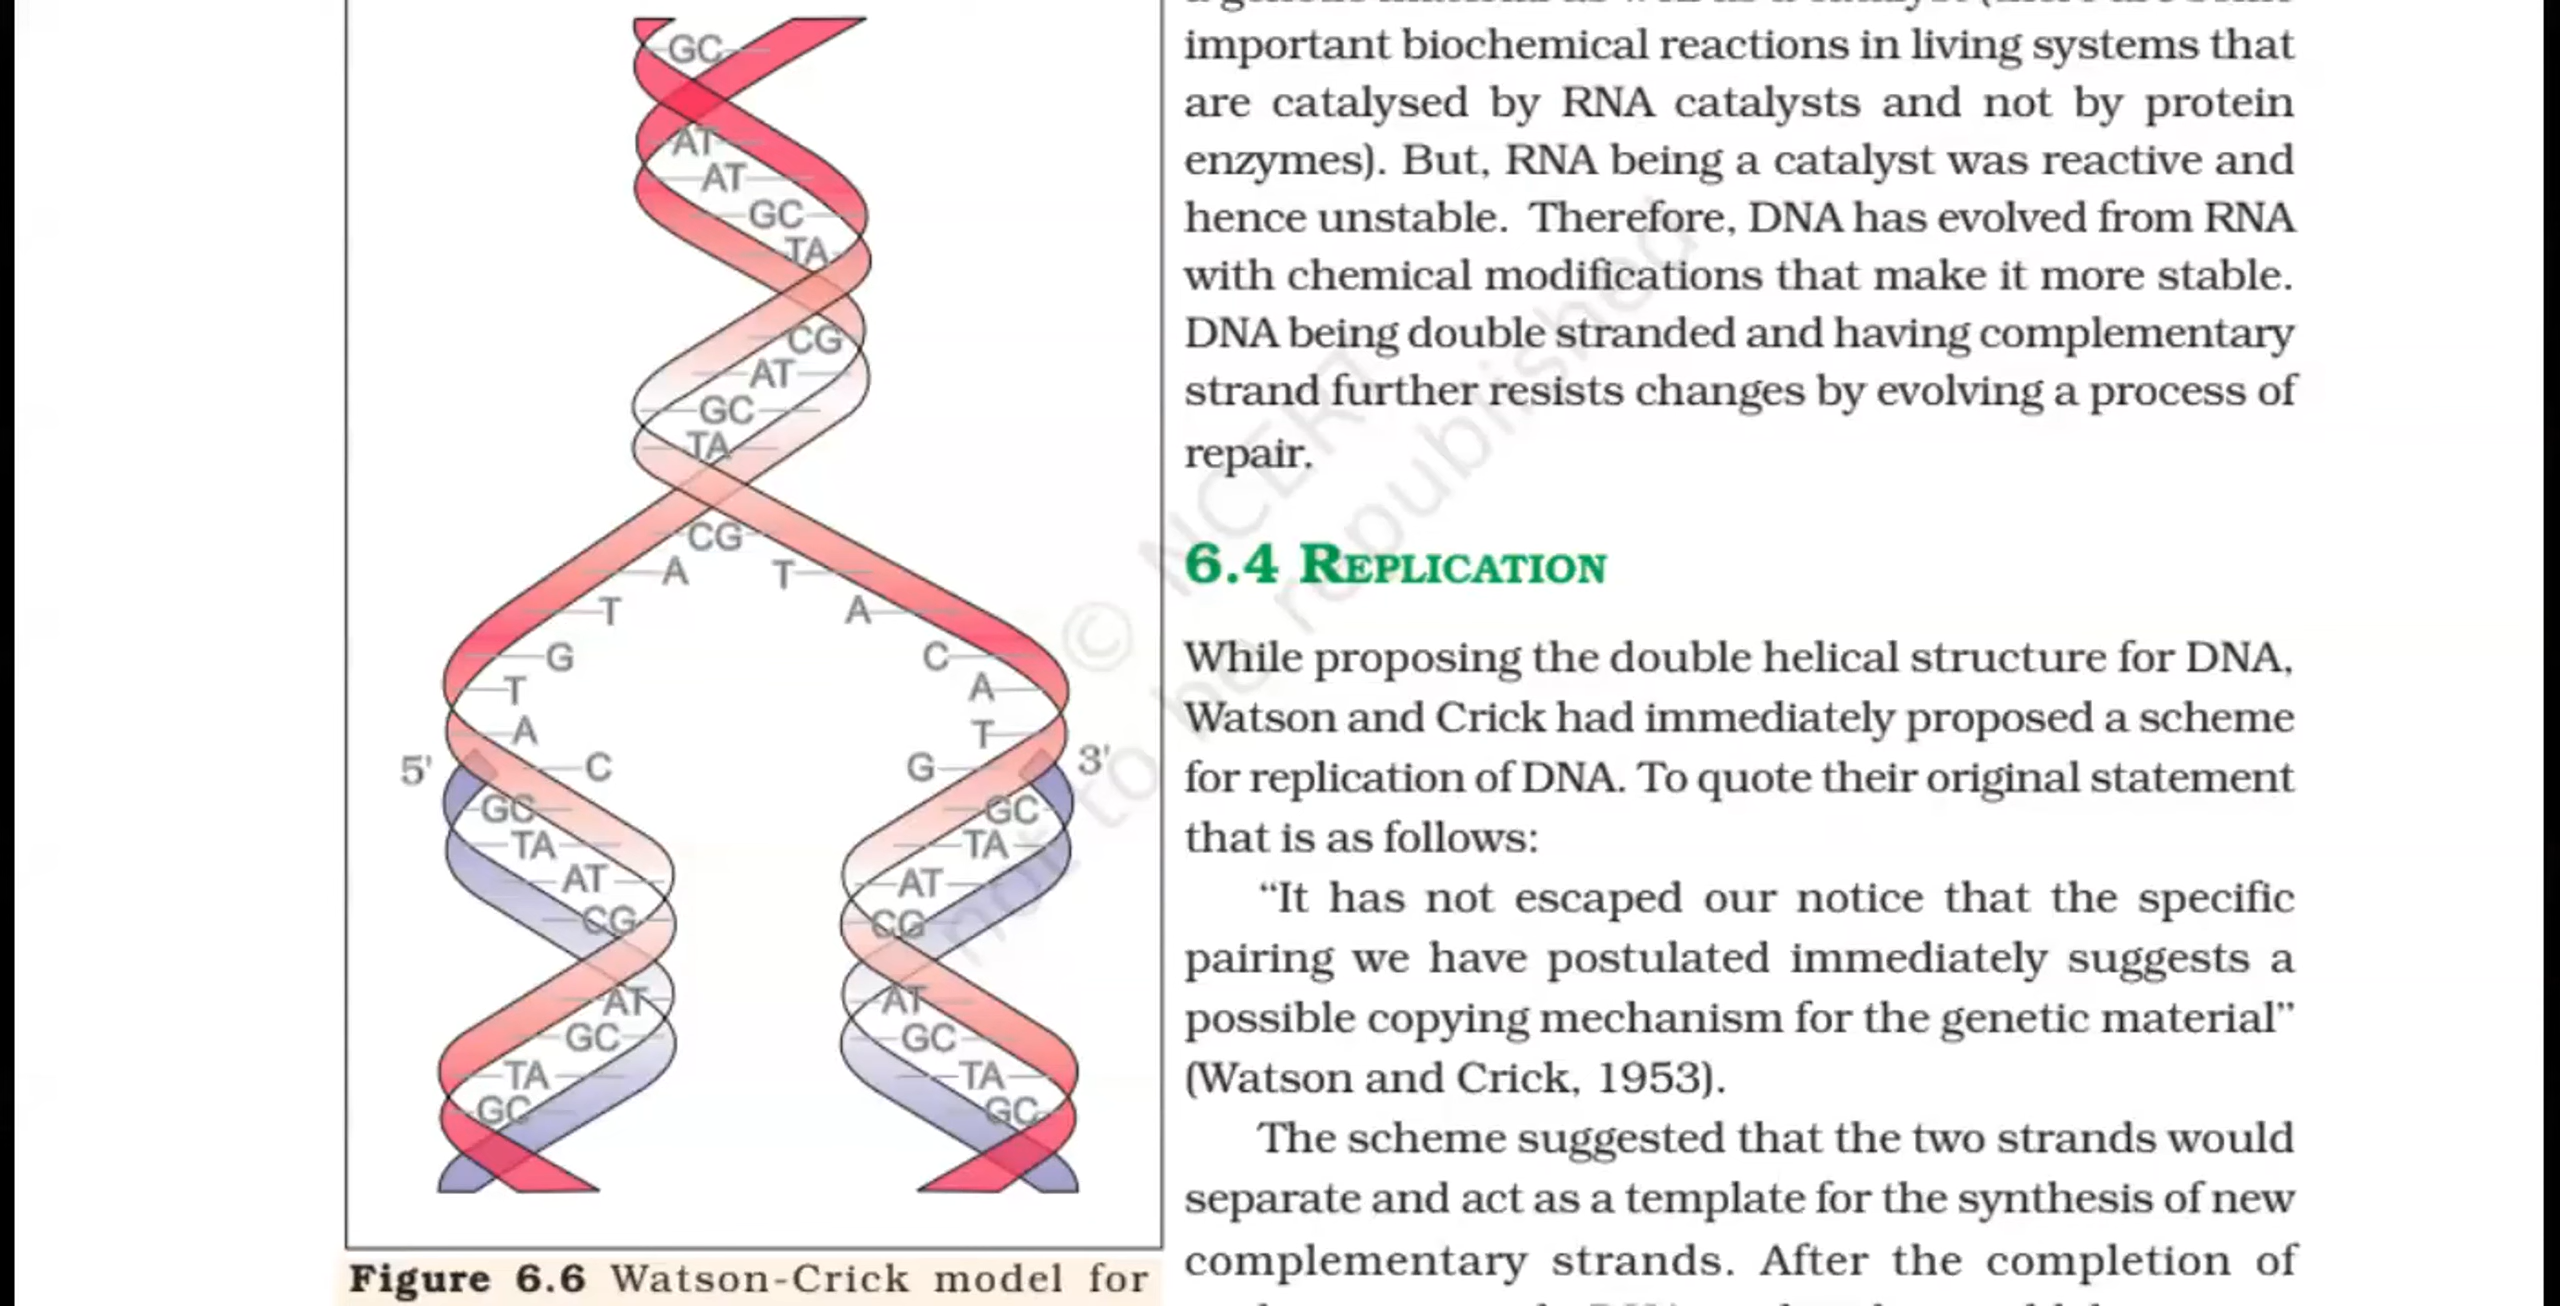 GC
AT
AT
GC
TA
CG
AT
GC
TA
CG
A T
T A
G C
T A
A T
5' C G 3'
GC GC
TA TA
AT AT
CG CG
AT AT
GC GC
TA TA
GC GC
Figure 6.6 Watson-Crick model for
important biochemical reactions in living systems that
are catalysed by RNA catalysts and not by protein
enzymes). But, RNA being a catalyst was reactive and
hence unstable. Therefore, DNA has evolved from RNA
with chemical modifications that make it more stable.
DNA being double stranded and having complementary
strand further resists changes by evolving a process of
repair.
6.4 REPLICATION
While proposing the double helical structure for DNA,
Watson and Crick had immediately proposed a scheme
for replication of DNA. To quote their original statement
that is as follows:
“It has not escaped our notice that the specific
pairing we have postulated immediately suggests a
possible copying mechanism for the genetic material”
(Watson and Crick, 1953).
The scheme suggested that the two strands would
separate and act as a template for the synthesis of new
complementary strands. After the completion of
© NCERT
not to be republished